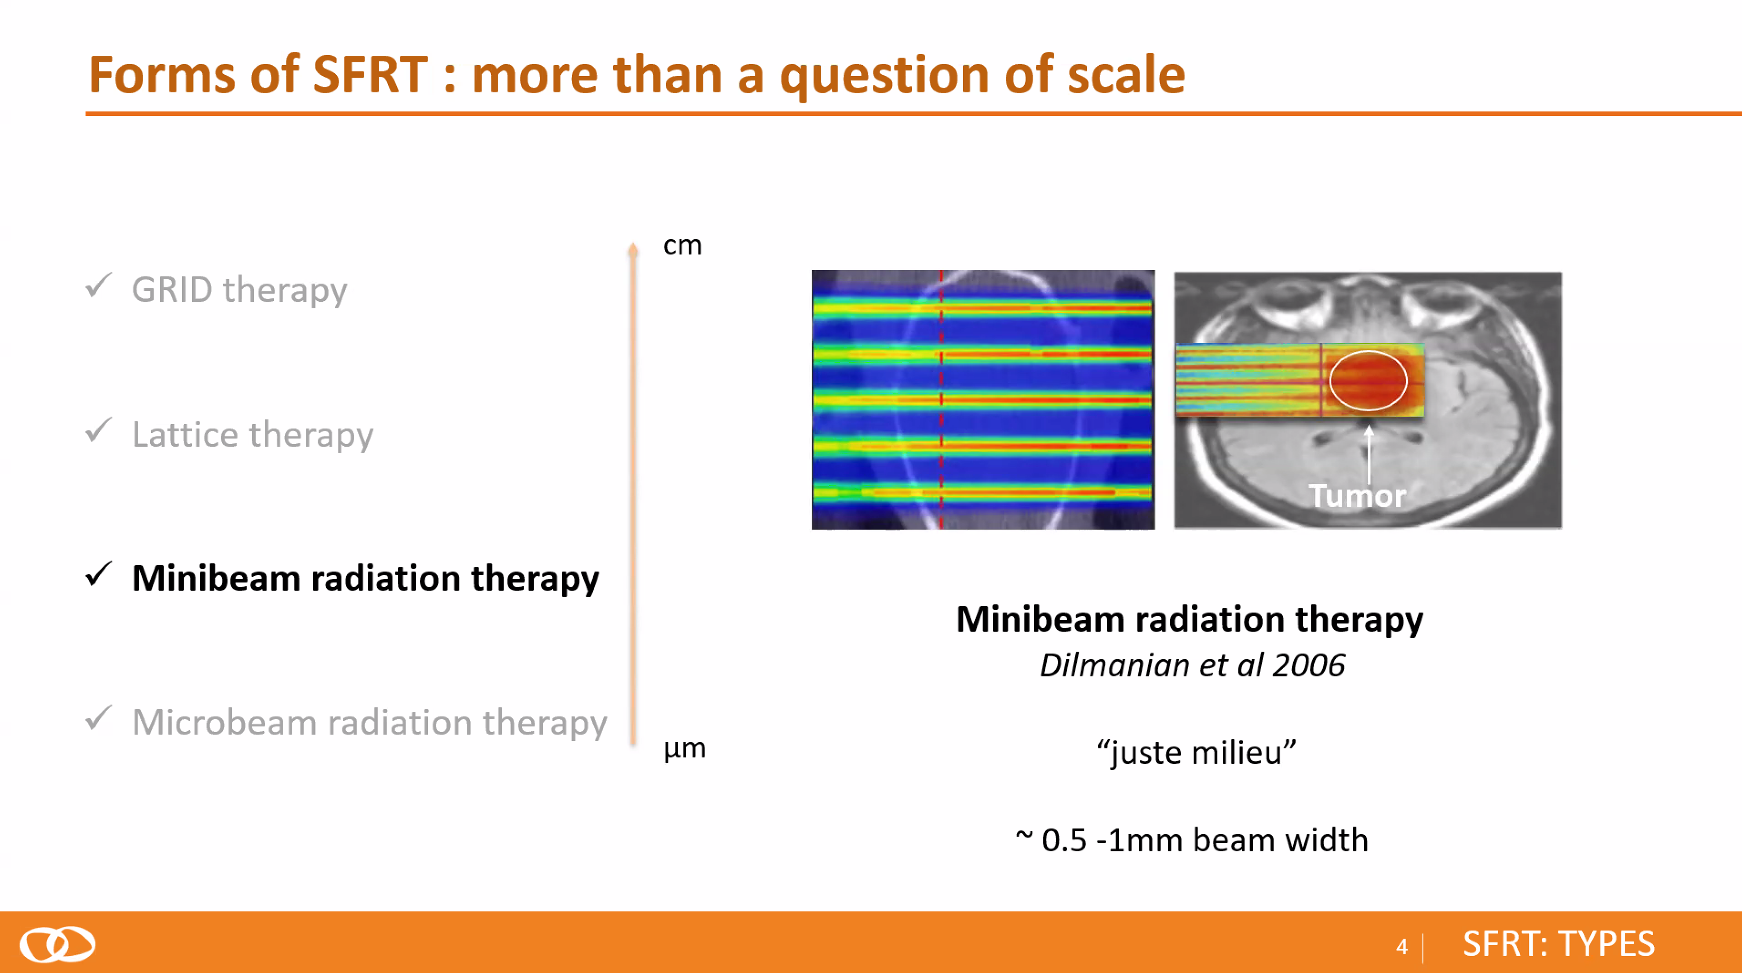 Forms of SFRT : more than a question of scale
cm
GRID therapy
Lattice therapy
Minibeam radiation therapy
Microbeam radiation therapy
μm
Tumor
Minibeam radiation therapy
Dilmanian et al 2006
“juste milieu”
~ 0.5 -1mm beam width
4
SFRT: TYPES